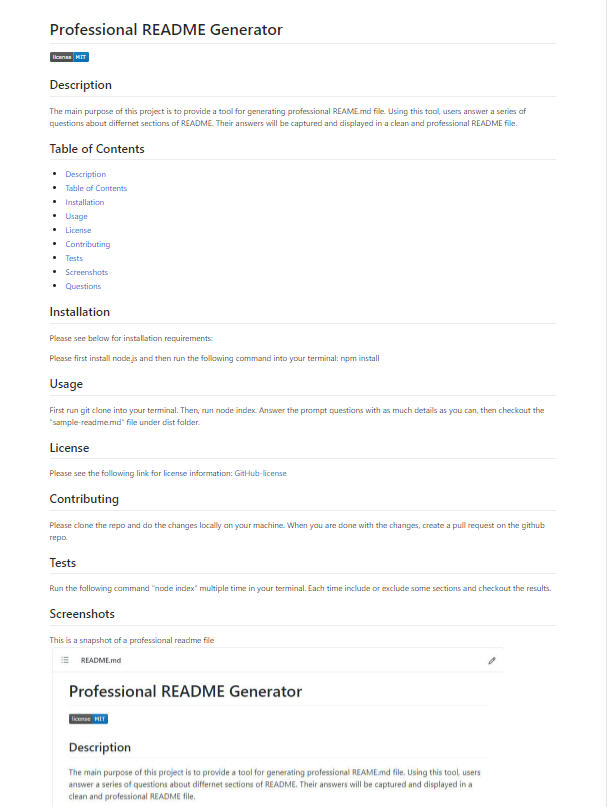 Professional README Generator
license MIT
Description
The main purpose of this project is to provide a tool for generating professional REAME.md file. Using this tool, users answer a series of
questions about differnet sections of README. Their answers will be captured and displayed in a clean and professional README file.
Table of Contents
Description
Table of Contents
Installation
Usage
License
Contributing
Tests
Screenshots
Questions
Installation
Please see below for installation requirements:
Please first install node.js and then run the following command into your terminal: npm install
Usage
First run git clone into your terminal. Then, run node index. Answer the prompt questions with as much details as you can, then checkout the
"sample-readme.md" file under dist folder.
License
Please see the following link for license information: GitHub-license
Contributing
Please clone the repo and do the changes locally on your machine. When you are done with the changes, create a pull request on the github
repo.
Tests
Run the following command "node index" multiple time in your terminal. Each time include or exclude some sections and checkout the results.
Screenshots
This is a snapshot of a professional readme file
README.md
Professional README Generator
license MIT
Description
The main purpose of this project is to provide a tool for generating professional REAME.md file. Using this tool, users
answer a series of questions about differnet sections of README. Their answers will be captured and displayed in a
clean and professional README file.